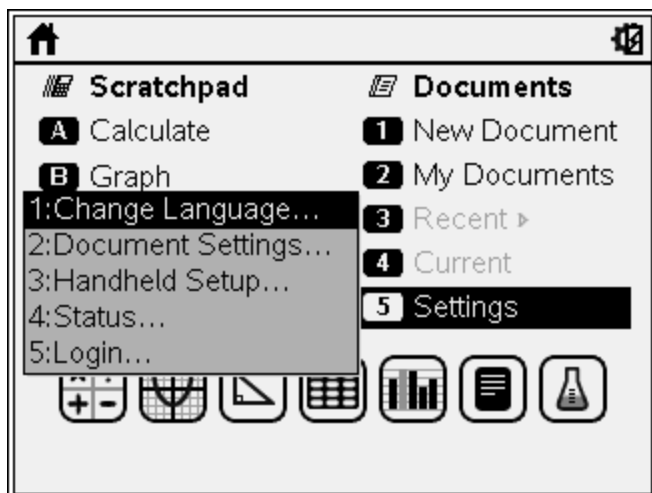 Scratchpad
A Calculate
B Graph
1:Change Language...
2:Document Settings...
3:Handheld Setup...
4:Status...
5:Login...
Documents
1 New Document
2 My Documents
3 Recent ▸
4 Current
5 Settings